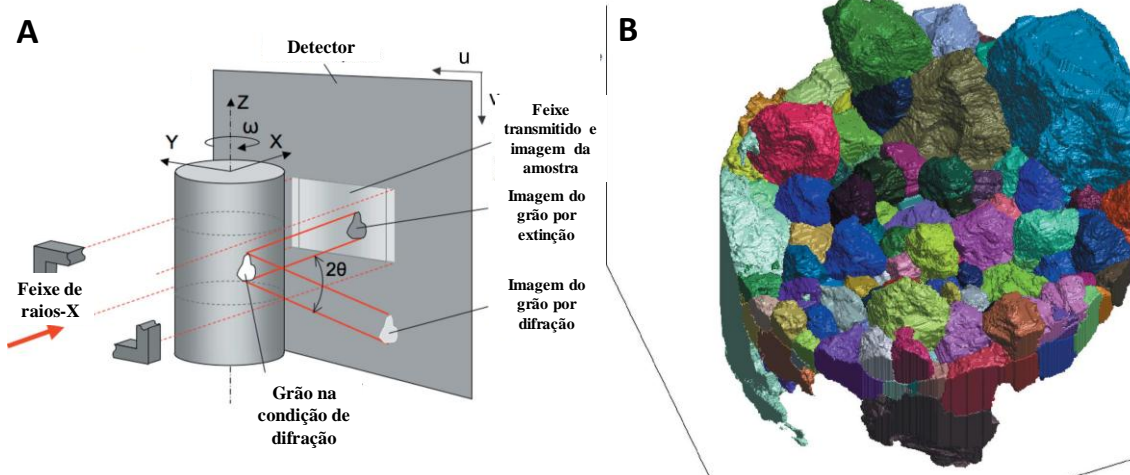 A
Detector
u
Z
ω
X
Y
Feixe
transmitido e
imagem da
amostra
Imagem do
grão por
extinção
2θ
Feixe de
raios-X
Imagem do
grão por
difração
Grão na
condição de
difração
B